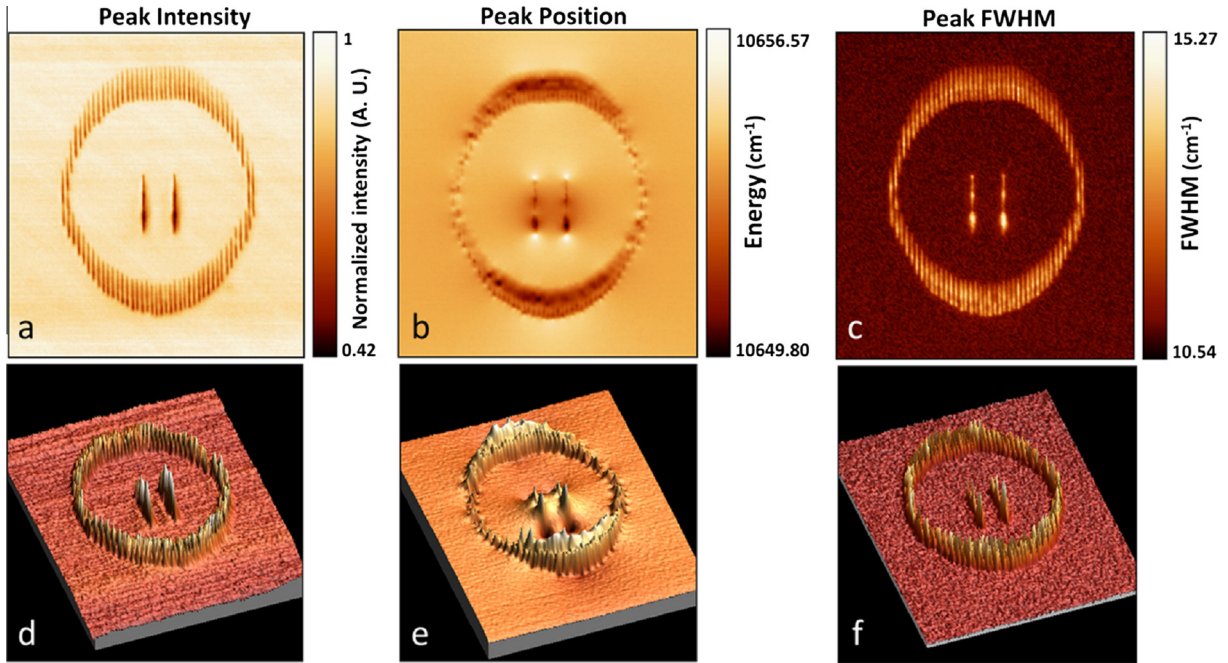 Peak Intensity
Peak Position
Peak FWHM
1
0.42
Normalized intensity (A. U.)
10656.57
10649.80
Energy (cm⁻¹)
15.27
10.54
FWHM (cm⁻¹)
a
b
c
d
e
f